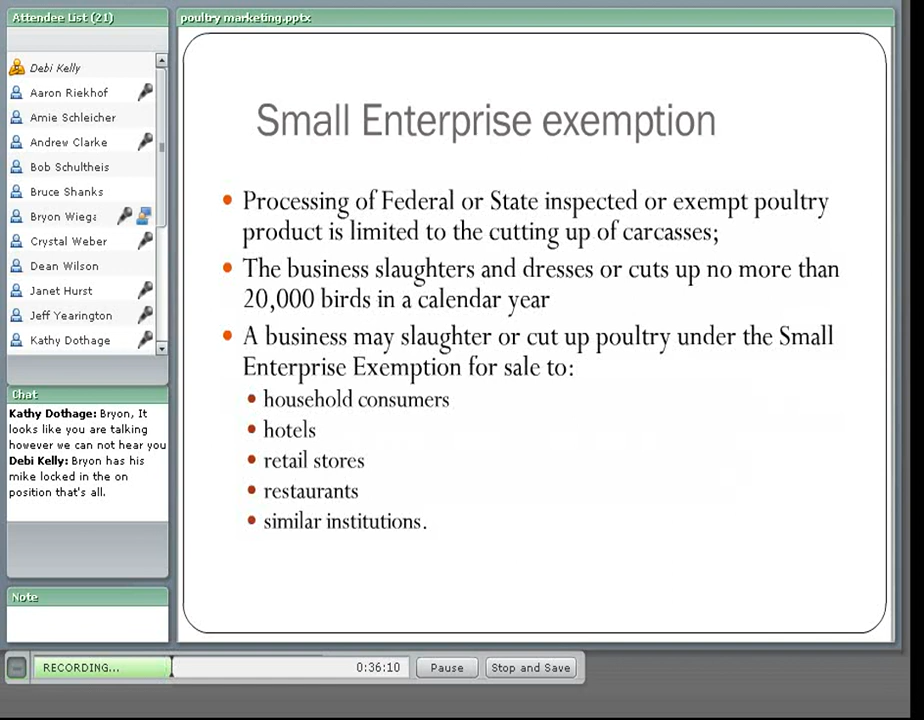 Attendee List (21)
Debi Kelly
Aaron Riekhof
Amie Schleicher
Andrew Clarke
Bob Schultheis
Bruce Shanks
Bryon Wiega
Crystal Weber
Dean Wilson
Janet Hurst
Jeff Yearington
Kathy Dothage
Chat
Kathy Dothage: Bryon, It
looks like you are talking
however we can not hear you
Debi Kelly: Bryon has his
mike locked in the on
position that's all.
Note
poultry marketing.pptx
Small Enterprise exemption
• Processing of Federal or State inspected or exempt poultry
product is limited to the cutting up of carcasses;
• The business slaughters and dresses or cuts up no more than
20,000 birds in a calendar year
• A business may slaughter or cut up poultry under the Small
Enterprise Exemption for sale to:
• household consumers
• hotels
• retail stores
• restaurants
• similar institutions.
RECORDING... 0:36:10 Pause Stop and Save